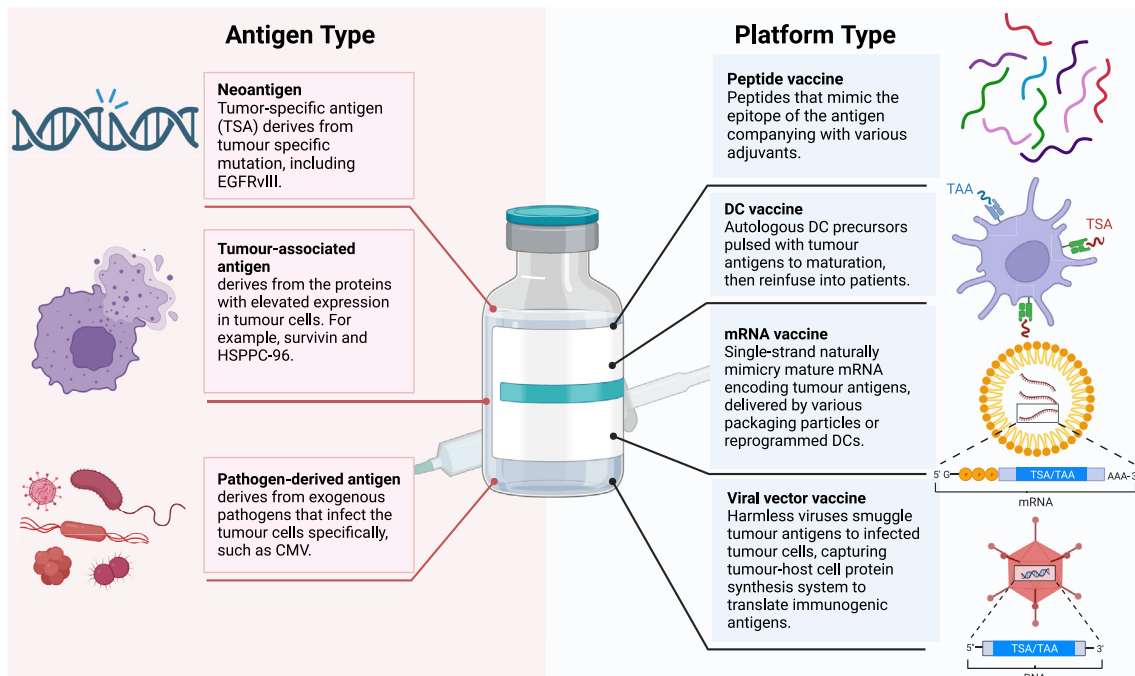 Antigen Type
Neoantigen
Tumor-specific antigen
(TSA) derives from
tumour specific
mutation, including
EGFRvIII.
Tumour-associated
antigen
derives from the proteins
with elevated expression
in tumour cells. For
example, survivin and
HSPPC-96.
Pathogen-derived antigen
derives from exogenous
pathogens that infect the
tumour cells specifically,
such as CMV.
Platform Type
Peptide vaccine
Peptides that mimic the
epitope of the antigen
companying with various
adjuvants.
DC vaccine
Autologous DC precursors
pulsed with tumour
antigens to maturation,
then reinfuse into patients.
TAA
TSA
mRNA vaccine
Single-strand naturally
mimicry mature mRNA
encoding tumour antigens,
delivered by various
packaging particles or
reprogrammed DCs.
5' G
P P P
TSA/TAA
AAA-3'
mRNA
Viral vector vaccine
Harmless viruses smuggle
tumour antigens to infected
tumour cells, capturing
tumour-host cell protein
synthesis system to
translate immunogenic
antigens.
5'
TSA/TAA
3'